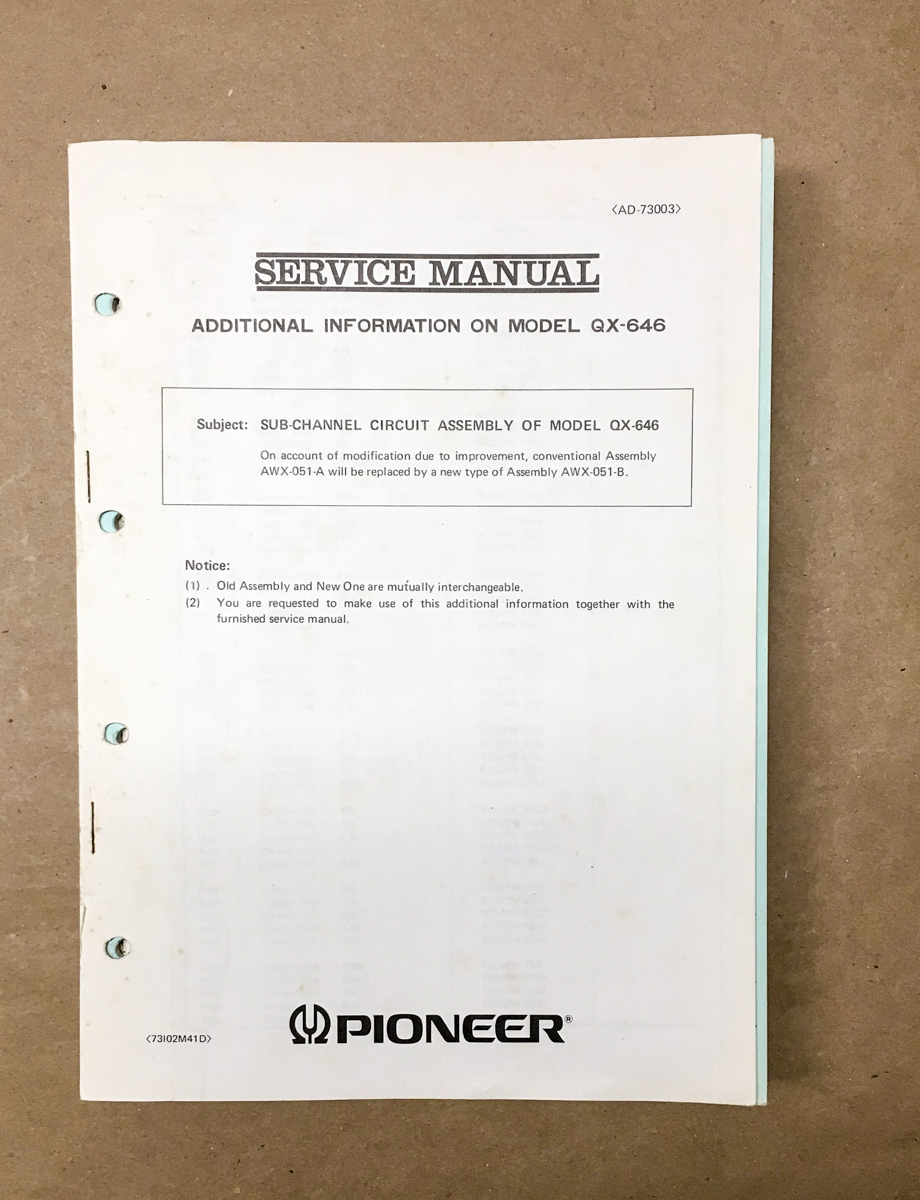 〈AD-73003〉
SERVICE MANUAL
ADDITIONAL INFORMATION ON MODEL QX-646
Subject: SUB-CHANNEL CIRCUIT ASSEMBLY OF MODEL QX-646
On account of modification due to improvement, conventional Assembly
AWX-051-A will be replaced by a new type of Assembly AWX-051-B.
Notice:
(1) . Old Assembly and New One are mutually interchangeable.
(2) You are requested to make use of this additional information together with the
furnished service manual.
PIONEER®
〈73I02M41D〉